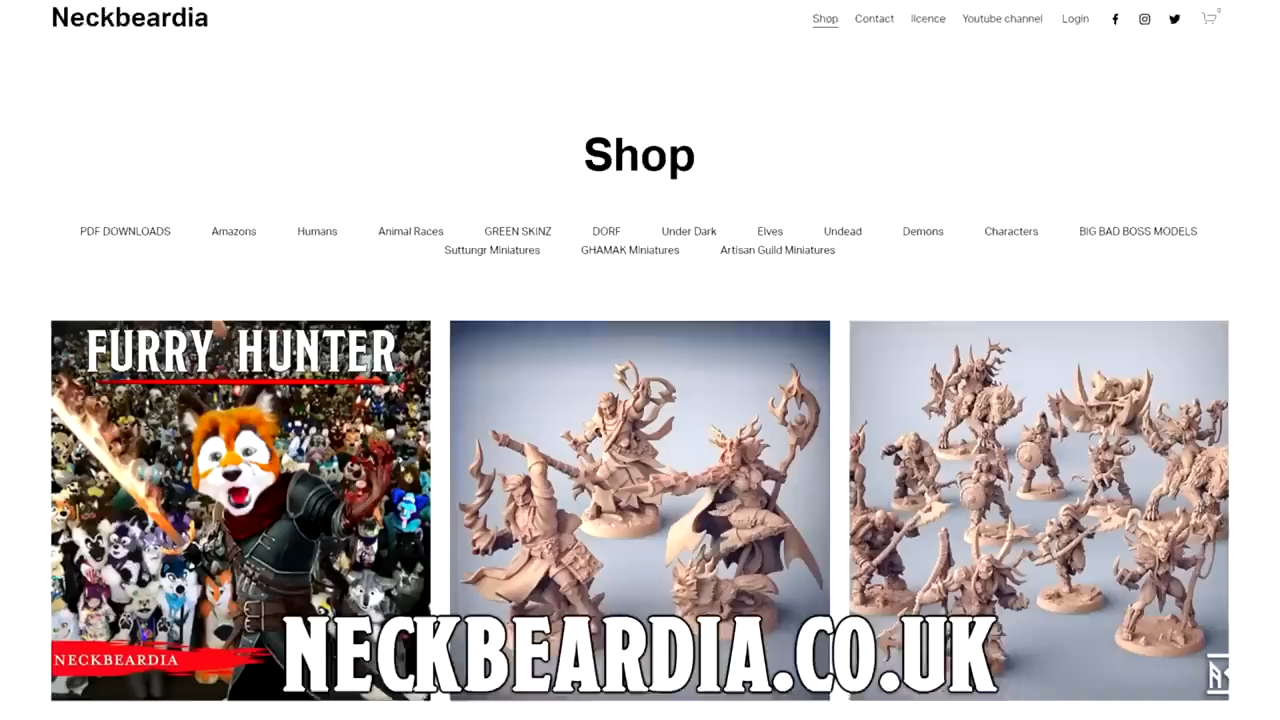 Neckbeardia
Shop Contact llcence Youtube channel Login 0
Shop
PDF DOWNLOADS Amazons Humans Animal Races GREEN SKINZ DORF Under Dark Elves Undead Demons Characters BIG BAD BOSS MODELS
Suttungr Miniatures GHAMAK Miniatures Artisan Guild Miniatures
FURRY HUNTER
NECKBEARDIA
NECKBEARDIA.CO.UK